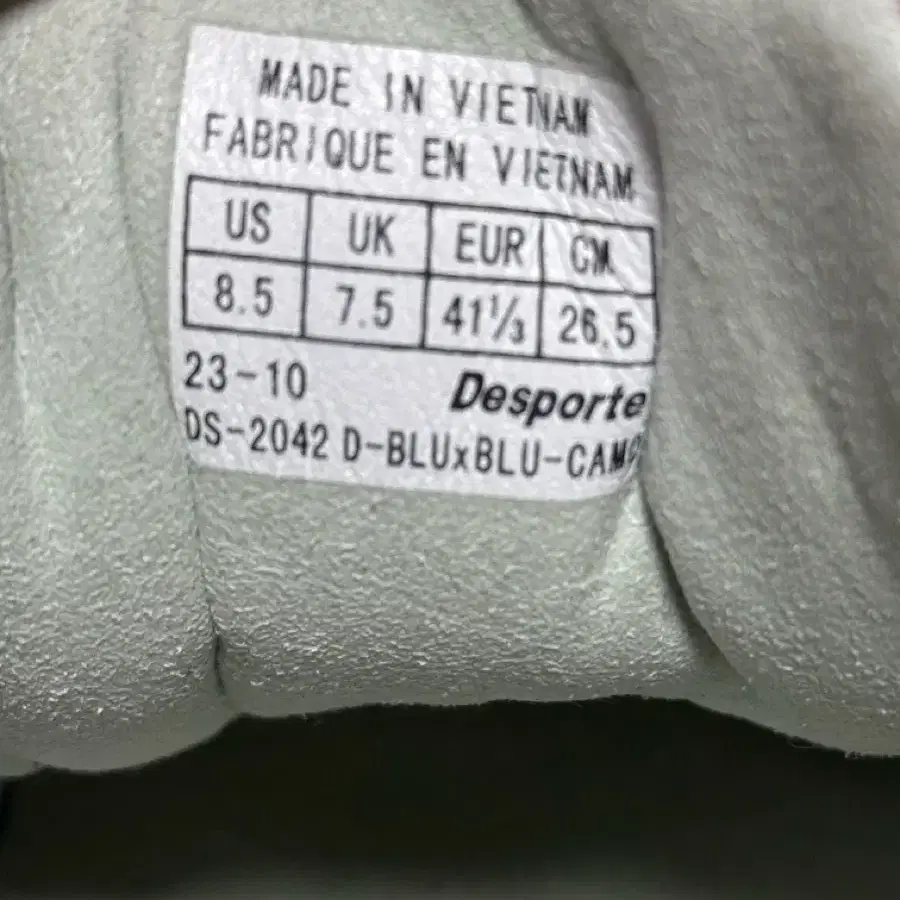 MADE IN VIETNAM
FABRIQUE EN VIETNAM
US UK EUR CM
8.5 7.5 41⅓ 26.5
23-10 Desporte
DS-2042 D-BLUxBLU-CAMO